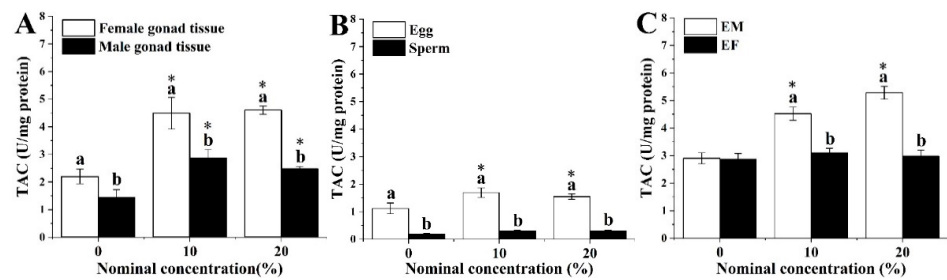 A
Female gonad tissue
Male gonad tissue
TAC (U/mg protein)
8
7
6
5
4
3
2
1
0
a
b
*
a
*
b
*
a
*
b
0
10
20
Nominal concentration(%)
B
Egg
Sperm
TAC (U/mg protein)
8
7
6
5
4
3
2
1
0
a
b
*
a
b
*
a
b
0
10
20
Nominal concentration (%)
C
EM
EF
TAC (U/mg protein)
8
7
6
5
4
3
2
1
0
*
a
b
*
a
b
0
10
20
Nominal concentration (%)